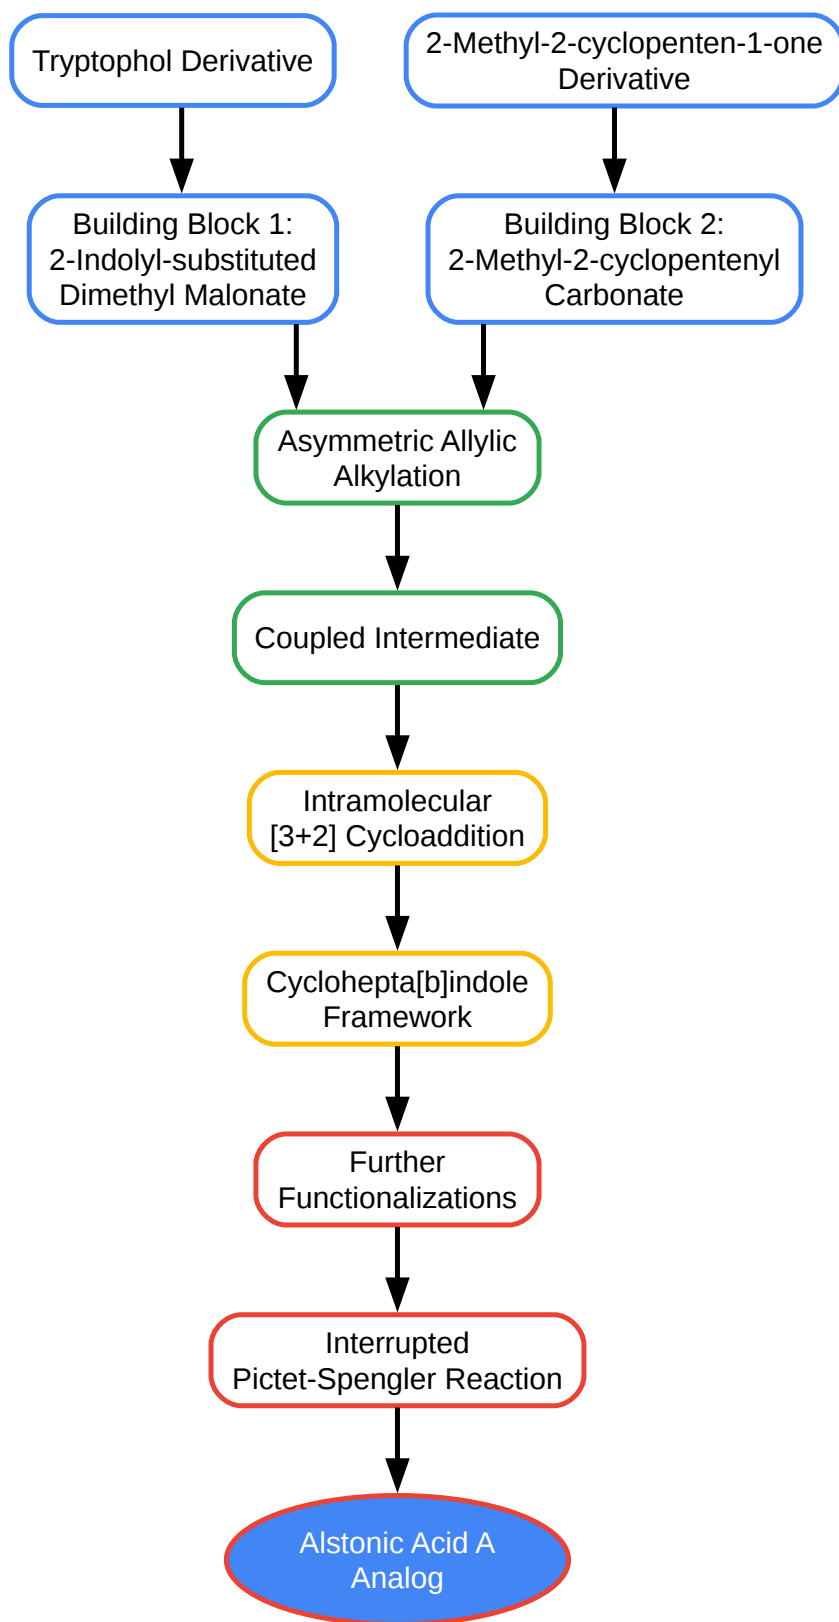 Tryptophol Derivative
2-Methyl-2-cyclopenten-1-one
Derivative
Building Block 1:
2-Indolyl-substituted
Dimethyl Malonate
Building Block 2:
2-Methyl-2-cyclopentenyl
Carbonate
Asymmetric Allylic
Alkylation
Coupled Intermediate
Intramolecular
[3+2] Cycloaddition
Cyclohepta[b]indole
Framework
Further
Functionalizations
Interrupted
Pictet-Spengler Reaction
Alstonic Acid A
Analog